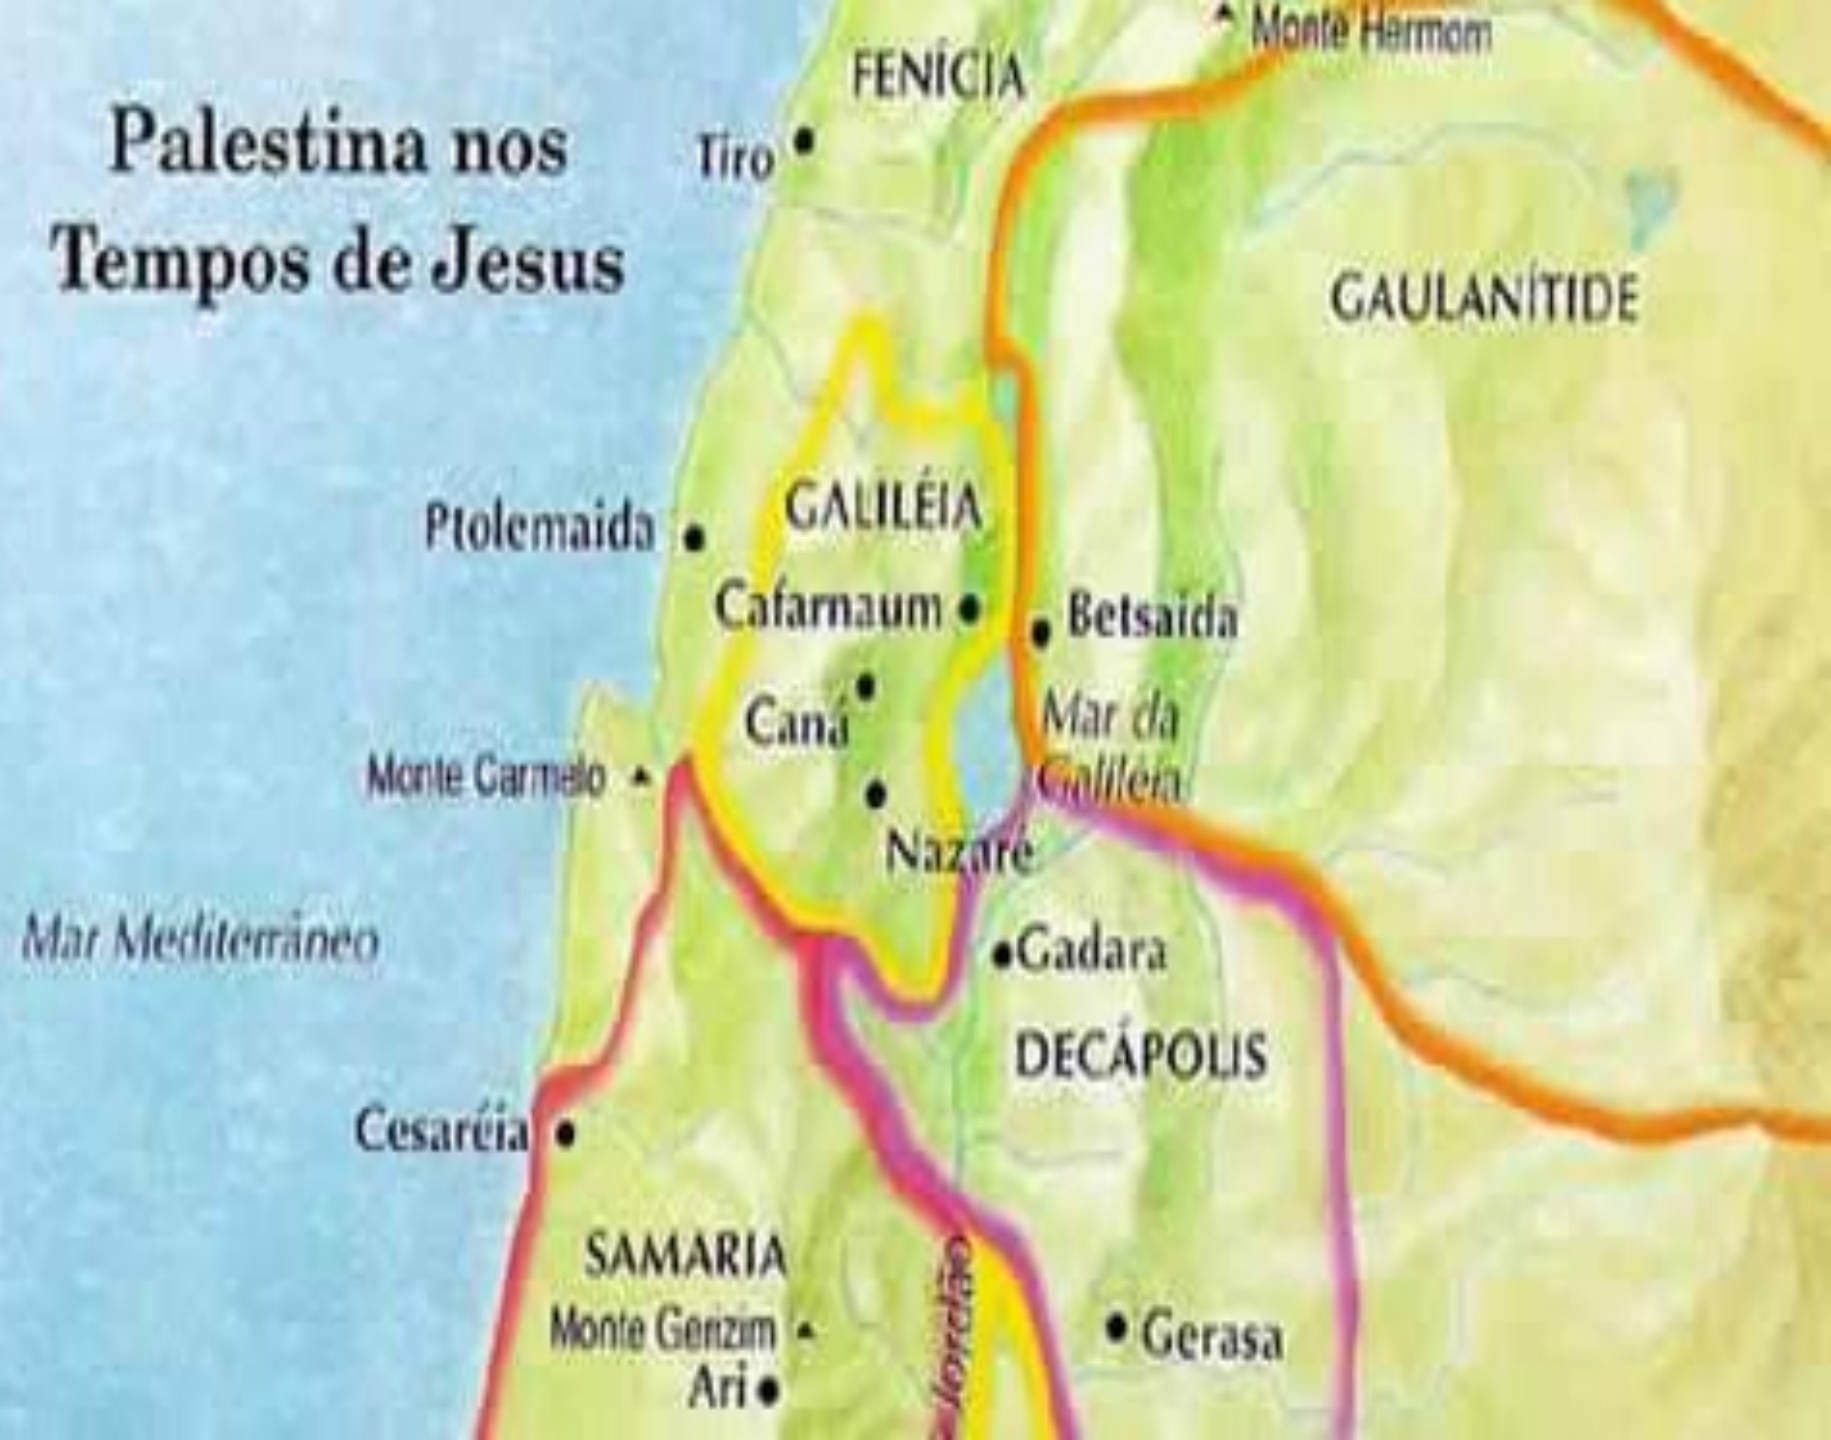 Monte Hermom
FENÍCIA
Palestina nos
Tempos de Jesus
Tiro
GAULANÍTIDE
GALILÉIA
Ptolemaida
Cafarnaum
Betsaida
Caná
Mar da
Galiléia
Monte Carmelo
Nazaré
Mar Mediterrâneo
Gadara
DECÁPOLIS
Cesaréia
SAMARIA
Monte Gerizim
Gerasa
Ari
Jordão